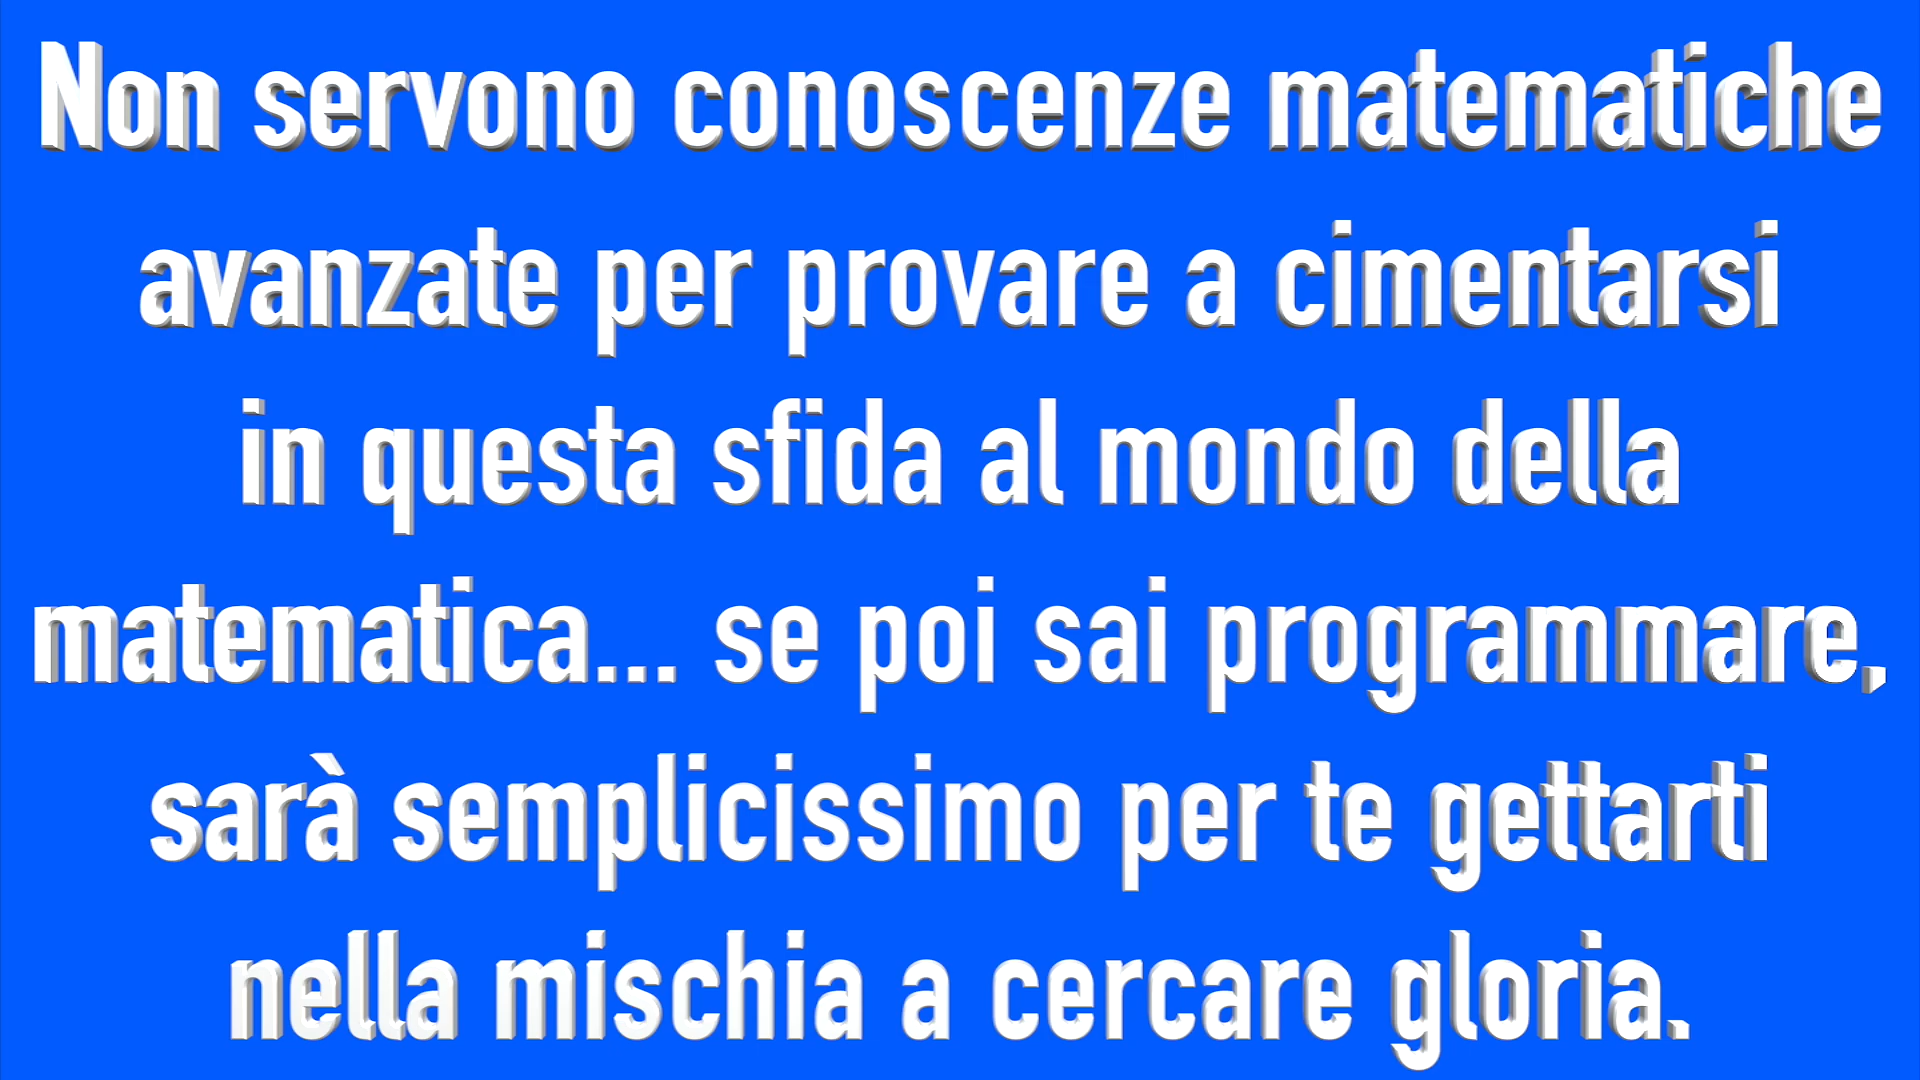 Non servono conoscenze matematiche
avanzate per provare a cimentarsi
in questa sfida al mondo della
matematica... se poi sai programmare,
sarà semplicissimo per te gettarti
nella mischia a cercare gloria.